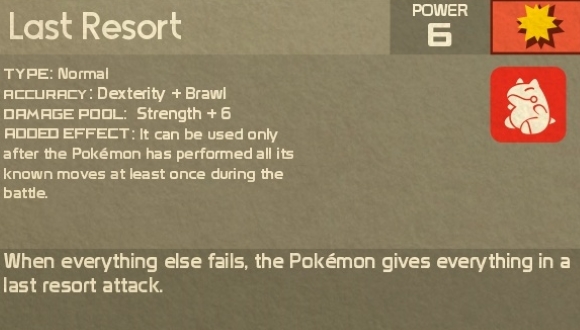 Last Resort
POWER
6
TYPE: Normal
ACCURACY: Dexterity + Brawl
DAMAGE POOL: Strength + 6
ADDED EFFECT: It can be used only
after the Pokémon has performed all its
known moves at least once during the
battle.
When everything else fails, the Pokémon gives everything in a
last resort attack.